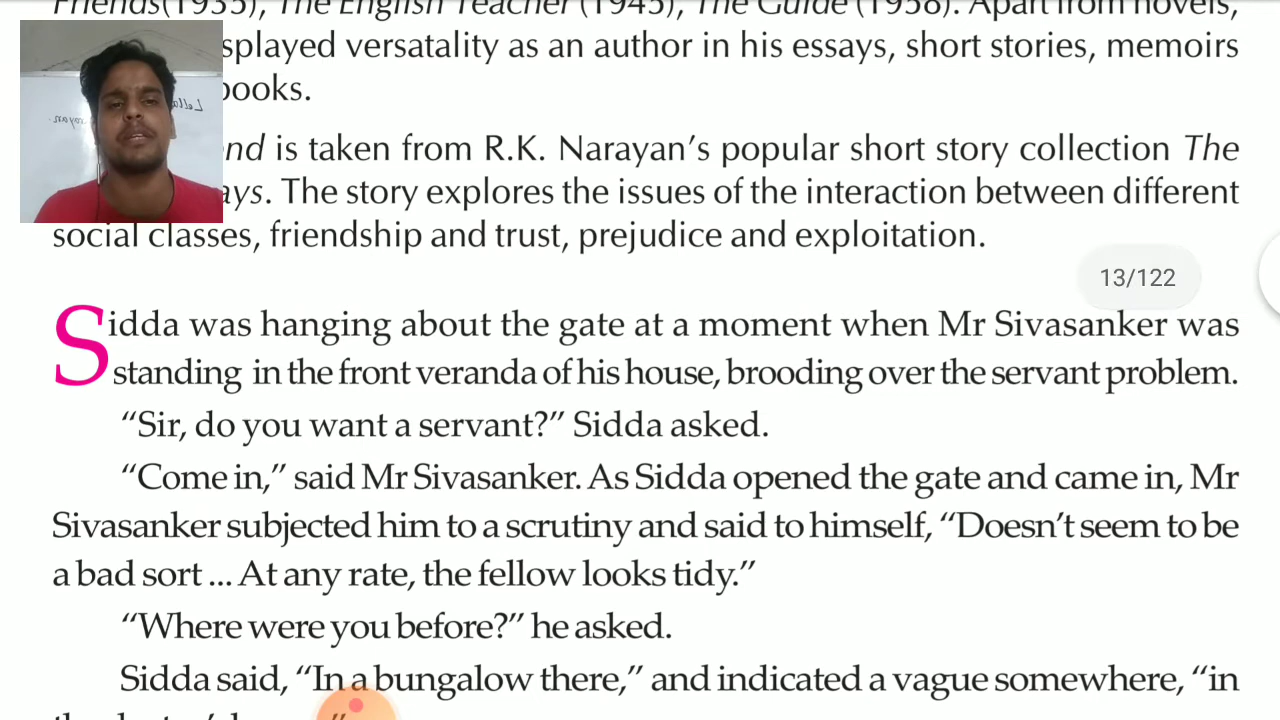 Friends(1935), The English Teacher (1945), The Guide (1958). Apart from novels,
splayed versatality as an author in his essays, short stories, memoirs
books.
nd is taken from R.K. Narayan's popular short story collection The
ays. The story explores the issues of the interaction between different
social classes, friendship and trust, prejudice and exploitation.
13/122
Sidda was hanging about the gate at a moment when Mr Sivasanker was
standing in the front veranda of his house, brooding over the servant problem.
“Sir, do you want a servant?” Sidda asked.
“Come in,” said Mr Sivasanker. As Sidda opened the gate and came in, Mr
Sivasanker subjected him to a scrutiny and said to himself, “Doesn't seem to be
a bad sort ... At any rate, the fellow looks tidy.”
“Where were you before?” he asked.
Sidda said, “In a bungalow there,” and indicated a vague somewhere, “in